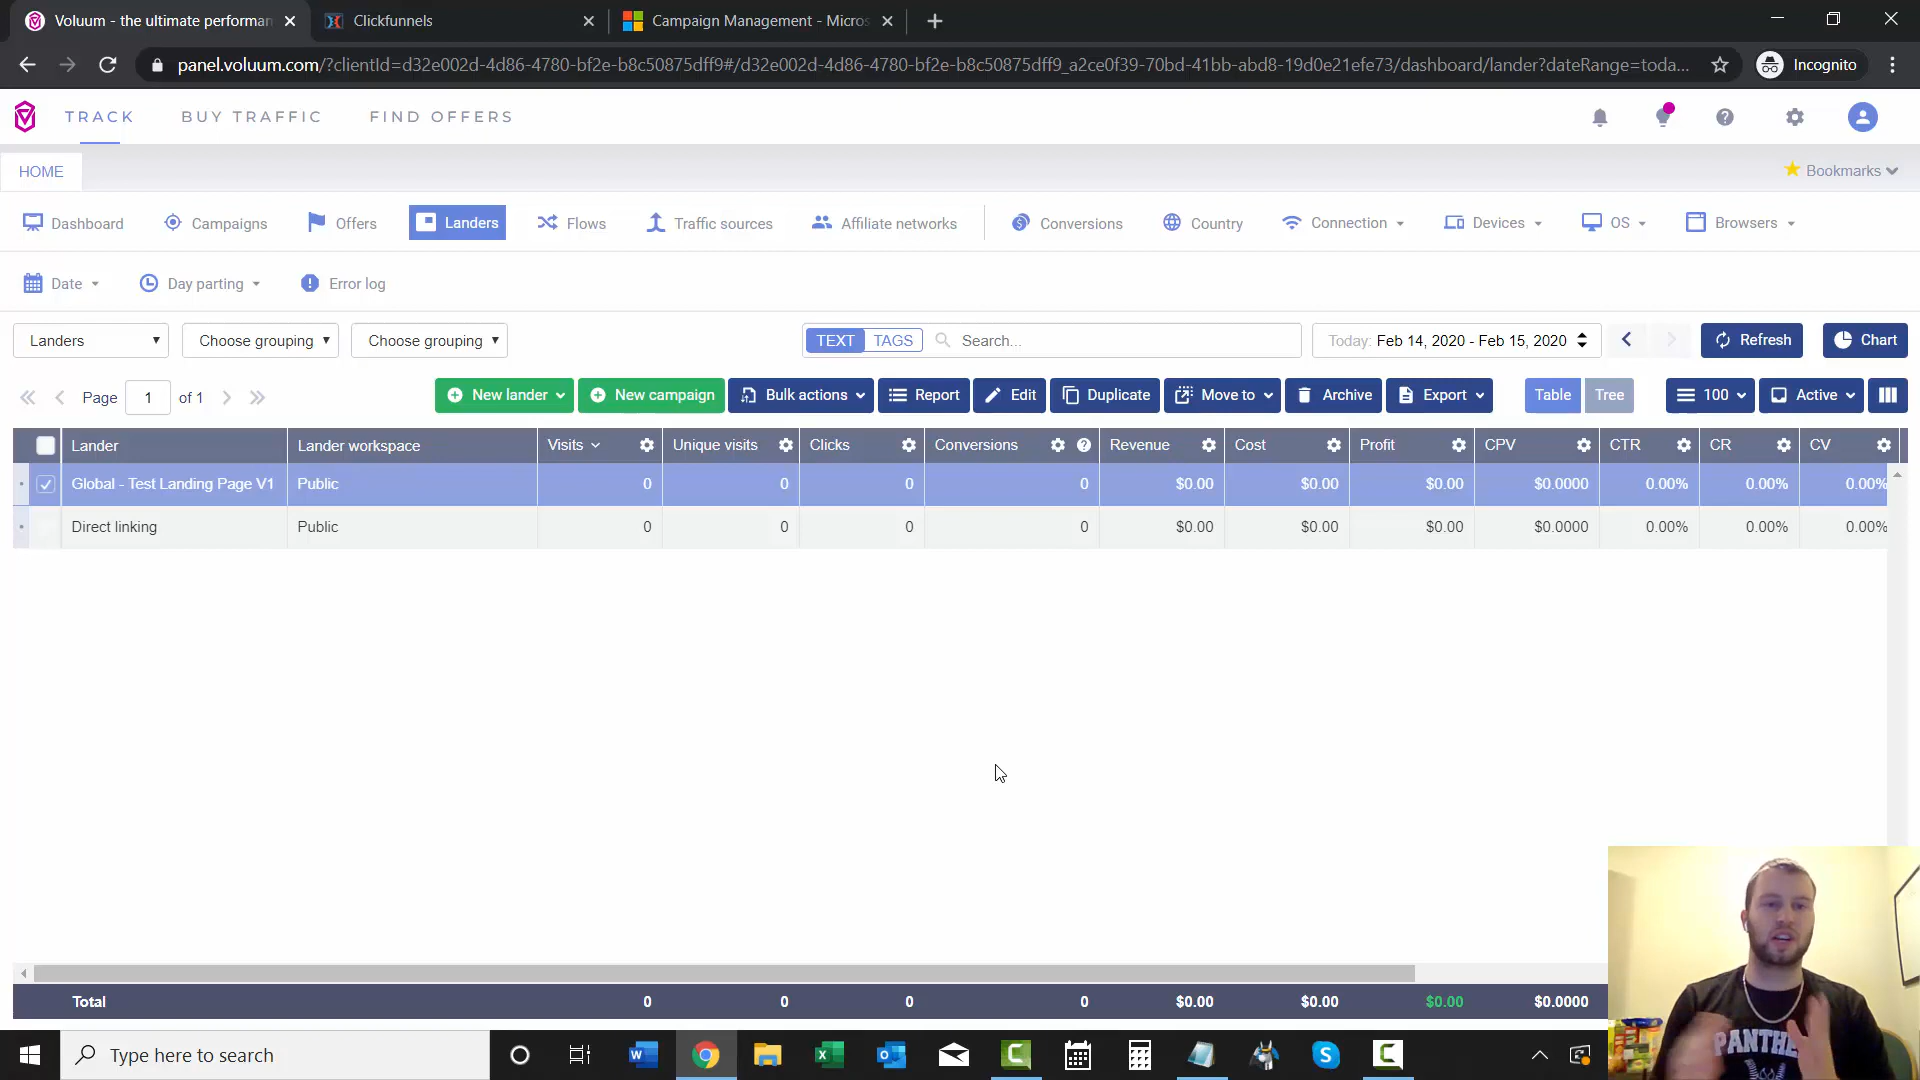 Voluum - the ultimate performan
Clickfunnels
Campaign Management - Micros
panel.voluum.com/?clientId=d32e002d-4d86-4780-bf2e-b8c50875dff9#/d32e002d-4d86-4780-bf2e-b8c50875dff9_a2ce0f39-70bd-41bb-abd8-19d0e21efe73/dashboard/lander?dateRange=toda...
Incognito
TRACK BUY TRAFFIC FIND OFFERS
HOME
Bookmarks
Dashboard Campaigns Offers Landers Flows Traffic sources Affiliate networks Conversions Country Connection Devices OS Browsers
Date Day parting Error log
Landers Choose grouping Choose grouping TEXT TAGS Search... Today: Feb 14, 2020 - Feb 15, 2020 Refresh Chart
Page 1 of 1 New lander New campaign Bulk actions Report Edit Duplicate Move to Archive Export Table Tree 100 Active
Lander Lander workspace Visits Unique visits Clicks Conversions Revenue Cost Profit CPV CTR CR CV
Global - Test Landing Page V1 Public 0 0 0 0 $0.00 $0.00 $0.00 $0.0000 0.00% 0.00% 0.00%
Direct linking Public 0 0 0 0 $0.00 $0.00 $0.00 $0.0000 0.00% 0.00% 0.00%
Total 0 0 0 0 $0.00 $0.00 $0.00 $0.0000
Type here to search
PANTHE